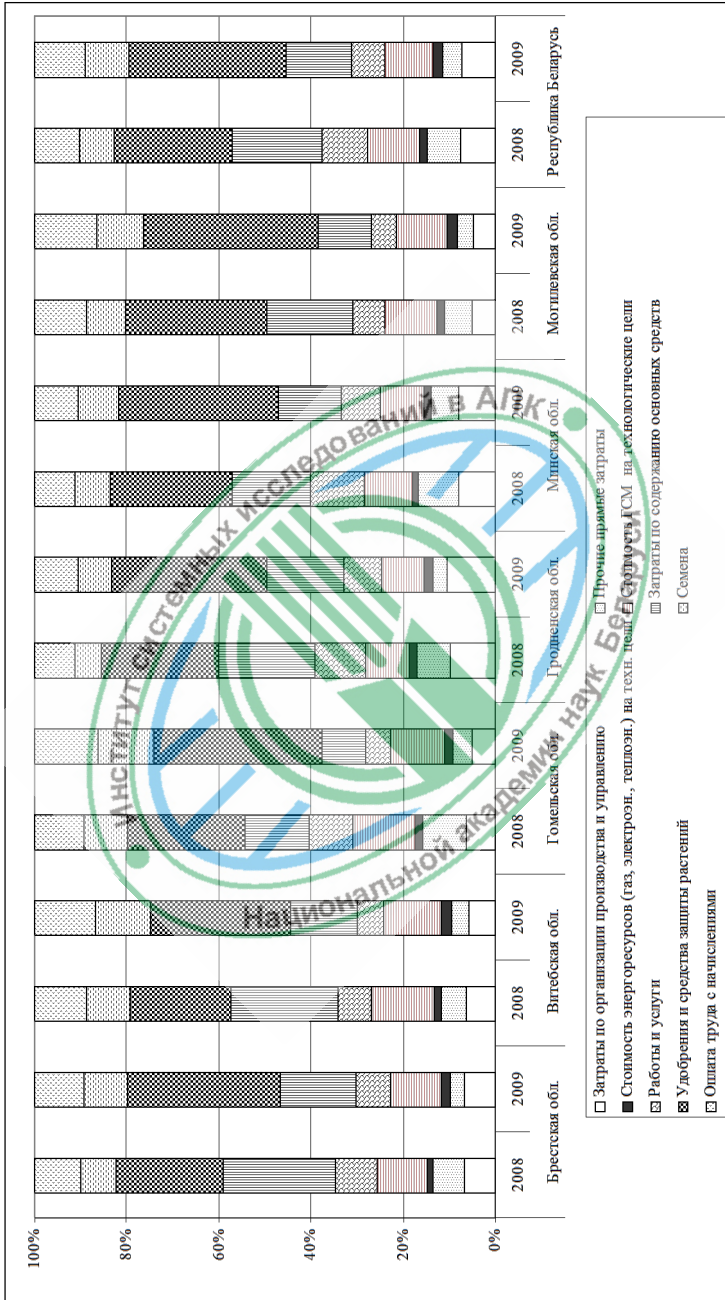 100%
80%
60%
40%
20%
0%
2008 2009 2008 2009 2008 2009 2008 2009 2008 2009 2008 2009 2008 2009
Брестская обл. Витебская обл. Гомельская обл. Гродненская обл. Минская обл. Могилевская обл. Республика Беларусь
Затраты по организации производства и управлению Прочие прямые затраты
Стоимость энергоресурсов (газ, электроэн., теплоэн.) на техн. цели Стоимость ГСМ на технологические цели
Работы и услуги Затраты по содержанию основных средств
Удобрения и средства защиты растений Семена
Оплата труда с начислениями
Институт системных исследований в АПК
Национальной академии наук Беларуси